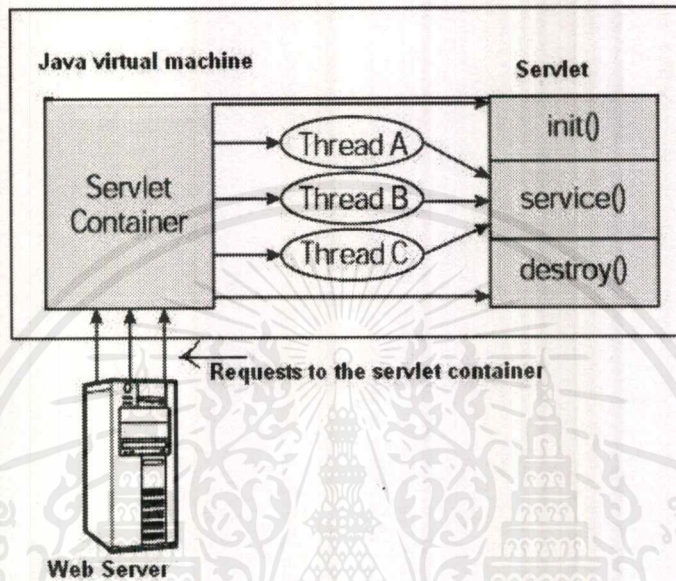 Java virtual machine
Servlet
init()
Thread A
Servlet
Container
Thread B
service()
Thread C
destroy()
Requests to the servlet container
Web Server